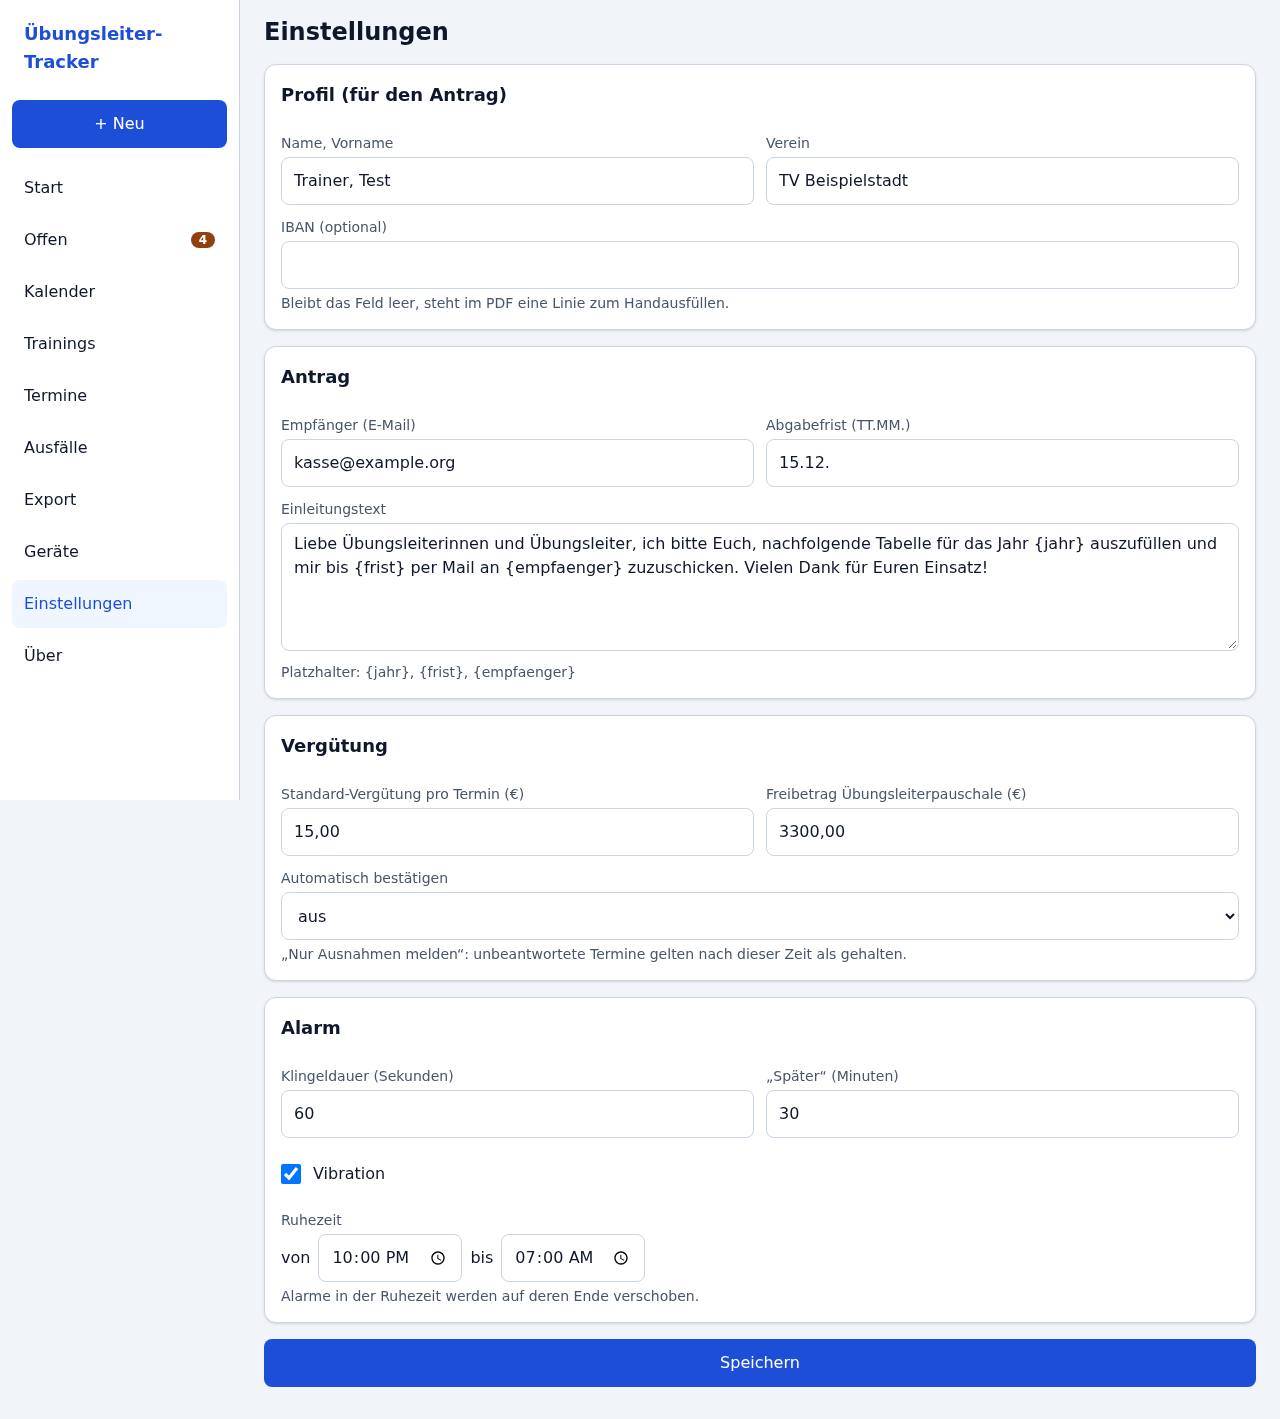 Übungsleiter-
Tracker
+ Neu
Start
Offen 4
Kalender
Trainings
Termine
Ausfälle
Export
Geräte
Einstellungen
Über
Einstellungen
Profil (für den Antrag)
Name, Vorname
Trainer, Test
Verein
TV Beispielstadt
IBAN (optional)
Bleibt das Feld leer, steht im PDF eine Linie zum Handausfüllen.
Antrag
Empfänger (E-Mail)
kasse@example.org
Abgabefrist (TT.MM.)
15.12.
Einleitungstext
Liebe Übungsleiterinnen und Übungsleiter, ich bitte Euch, nachfolgende Tabelle für das Jahr {jahr} auszufüllen und
mir bis {frist} per Mail an {empfaenger} zuzuschicken. Vielen Dank für Euren Einsatz!
Platzhalter: {jahr}, {frist}, {empfaenger}
Vergütung
Standard-Vergütung pro Termin (€)
15,00
Freibetrag Übungsleiterpauschale (€)
3300,00
Automatisch bestätigen
aus
„Nur Ausnahmen melden“: unbeantwortete Termine gelten nach dieser Zeit als gehalten.
Alarm
Klingeldauer (Sekunden)
60
„Später“ (Minuten)
30
Vibration
Ruhezeit
von 10:00 PM bis 07:00 AM
Alarme in der Ruhezeit werden auf deren Ende verschoben.
Speichern